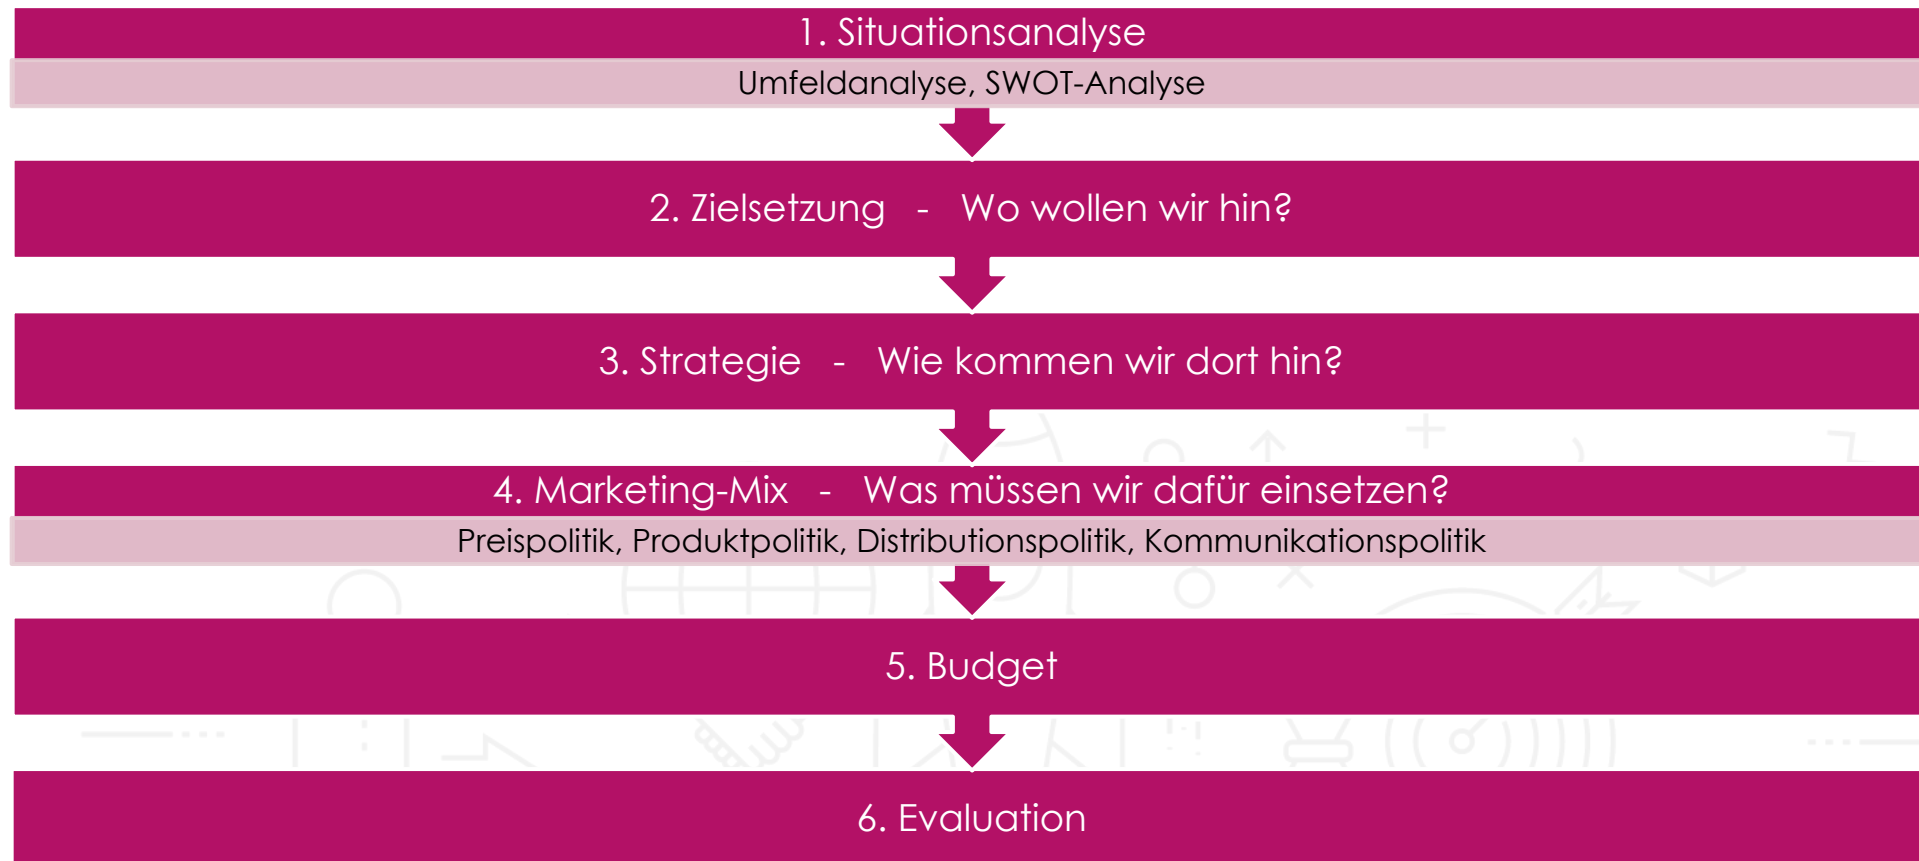 1. Situationsanalyse
Umfeldanalyse, SWOT-Analyse
2. Zielsetzung - Wo wollen wir hin?
3. Strategie - Wie kommen wir dort hin?
4. Marketing-Mix - Was müssen wir dafür einsetzen?
Preispolitik, Produktpolitik, Distributionspolitik, Kommunikationspolitik
5. Budget
6. Evaluation